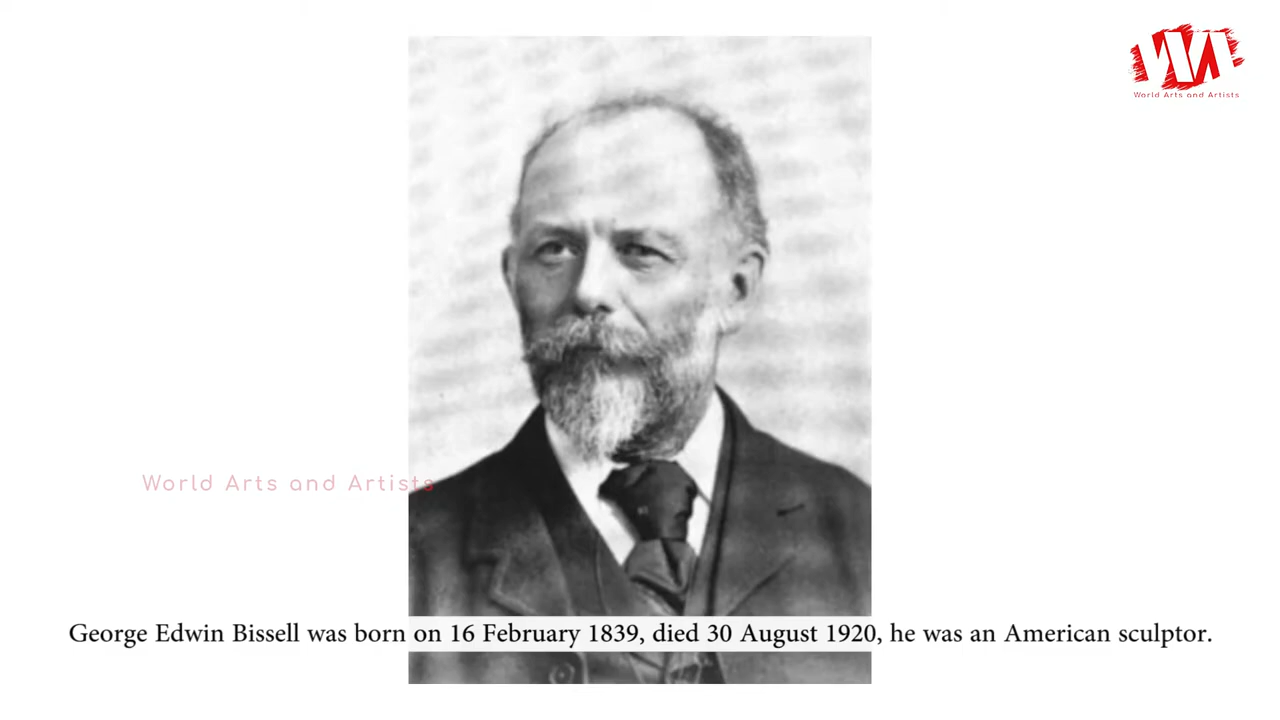 World Arts and Artists
World Arts and Artists
George Edwin Bissell was born on 16 February 1839, died 30 August 1920, he was an American sculptor.